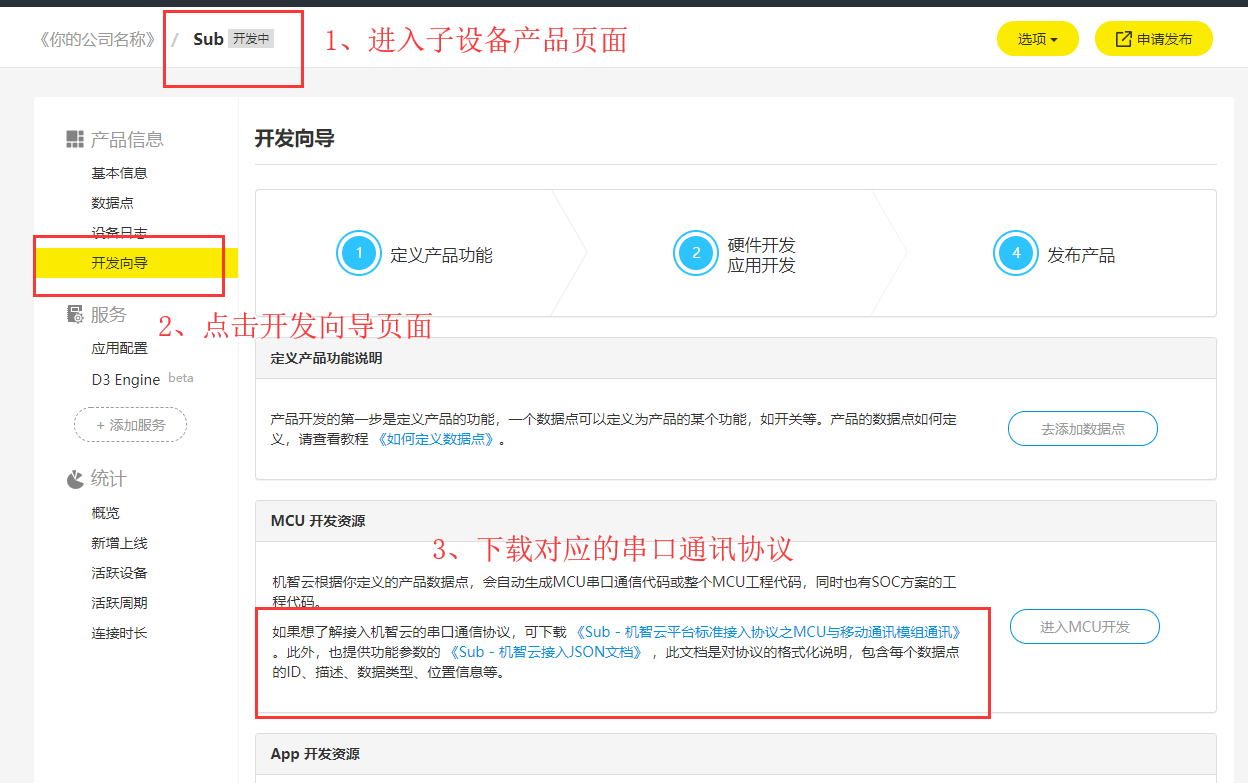 《你的公司名称》 / Sub 开发中
1、进入子设备产品页面
选项
申请发布
产品信息
基本信息
数据点
设备日志
开发向导
服务
应用配置
D3 Engine beta
+ 添加服务
统计
概览
新增上线
活跃设备
活跃周期
连接时长
2、点击开发向导页面
开发向导
1 定义产品功能
2 硬件开发
应用开发
4 发布产品
定义产品功能说明
产品开发的第一步是定义产品的功能，一个数据点可以定义为产品的某个功能，如开关等。产品的数据点如何定
义，请查看教程 《如何定义数据点》。
去添加数据点
MCU 开发资源
3、下载对应的串口通讯协议
机智云根据你定义的产品数据点，会自动生成MCU串口通信代码或整个MCU工程代码，同时也有SOC方案的工
程代码。
如果想了解接入机智云的串口通信协议，可下载 《Sub - 机智云平台标准接入协议之MCU与移动通讯模组通讯》
。此外，也提供功能参数的 《Sub - 机智云接入JSON文档》 ，此文档是对协议的格式化说明，包含每个数据点
的ID、描述、数据类型、位置信息等。
进入MCU开发
App 开发资源